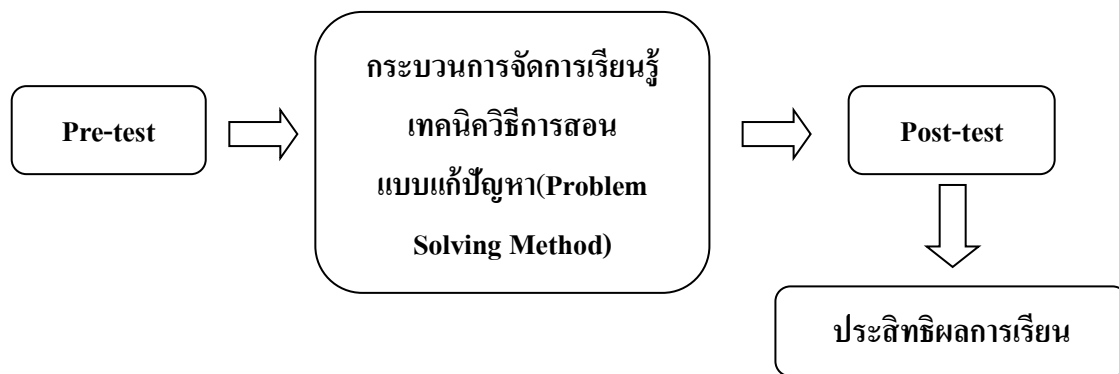 Pre-test
กระบวนการจัดการเรียนรู้
เทคนิควิธีการสอน
แบบแก้ปัญหา(Problem
Solving Method)
Post-test
ประสิทธิผลการเรียน